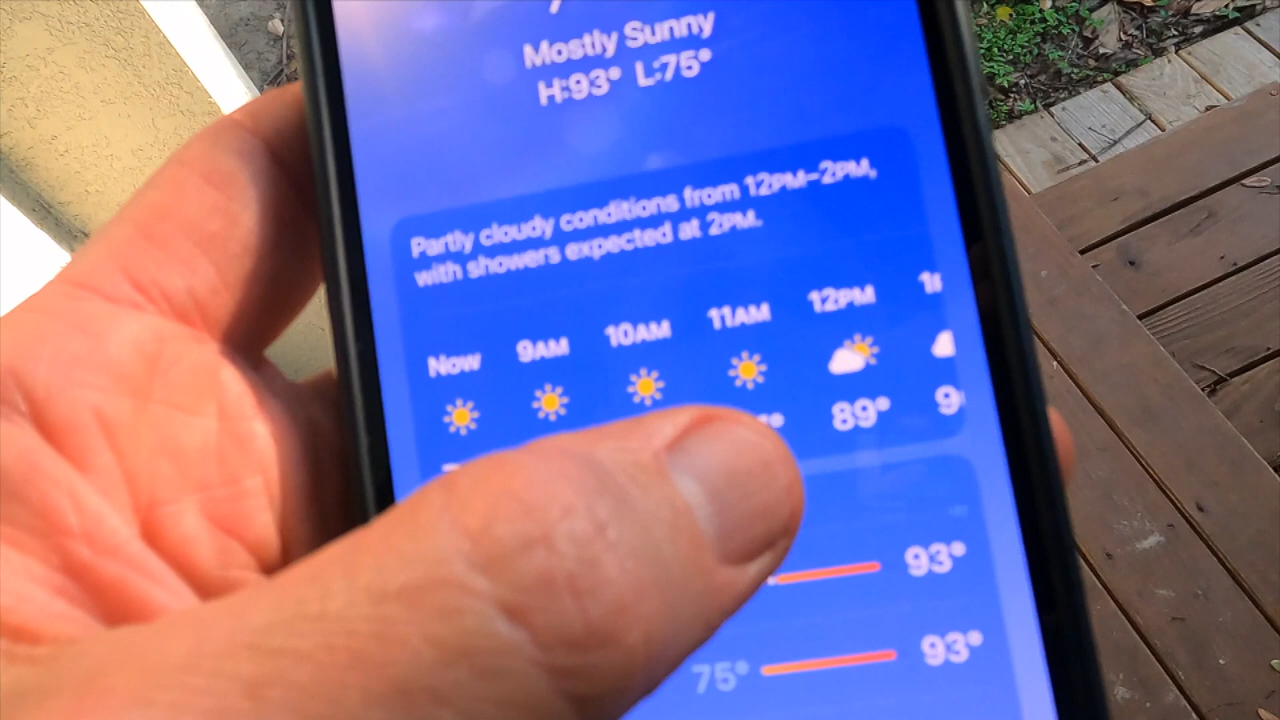 Mostly Sunny
H:93° L:75°
Partly cloudy conditions from 12PM–2PM,
with showers expected at 2PM.
Now 9AM 10AM 11AM 12PM
89°
93°
75° 93°